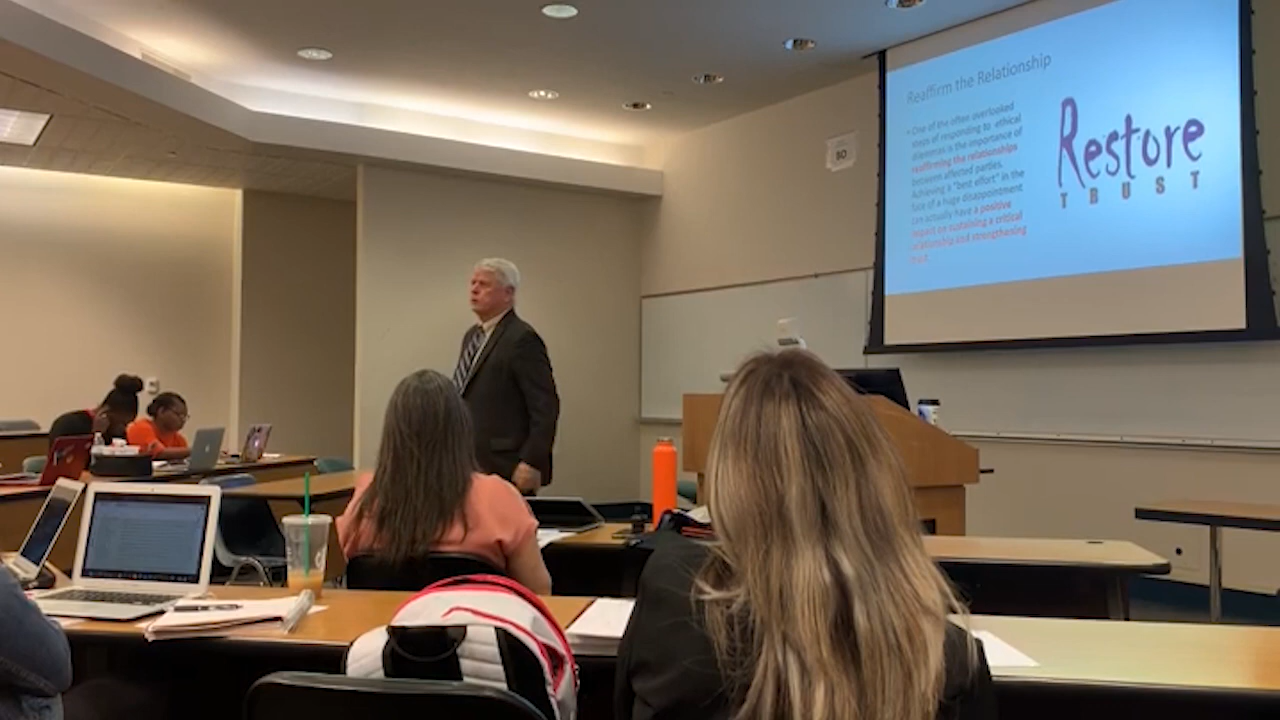 Reaffirm the Relationship
• One of the often overlooked
steps of responding to ethical
dilemmas is the importance of
reaffirming the relationships
between affected parties.
Achieving a "best effort" in the
face of a huge disappointment
can actually have a positive
impact on sustaining a critical
relationship and strengthening
trust.
Restore
TRUST